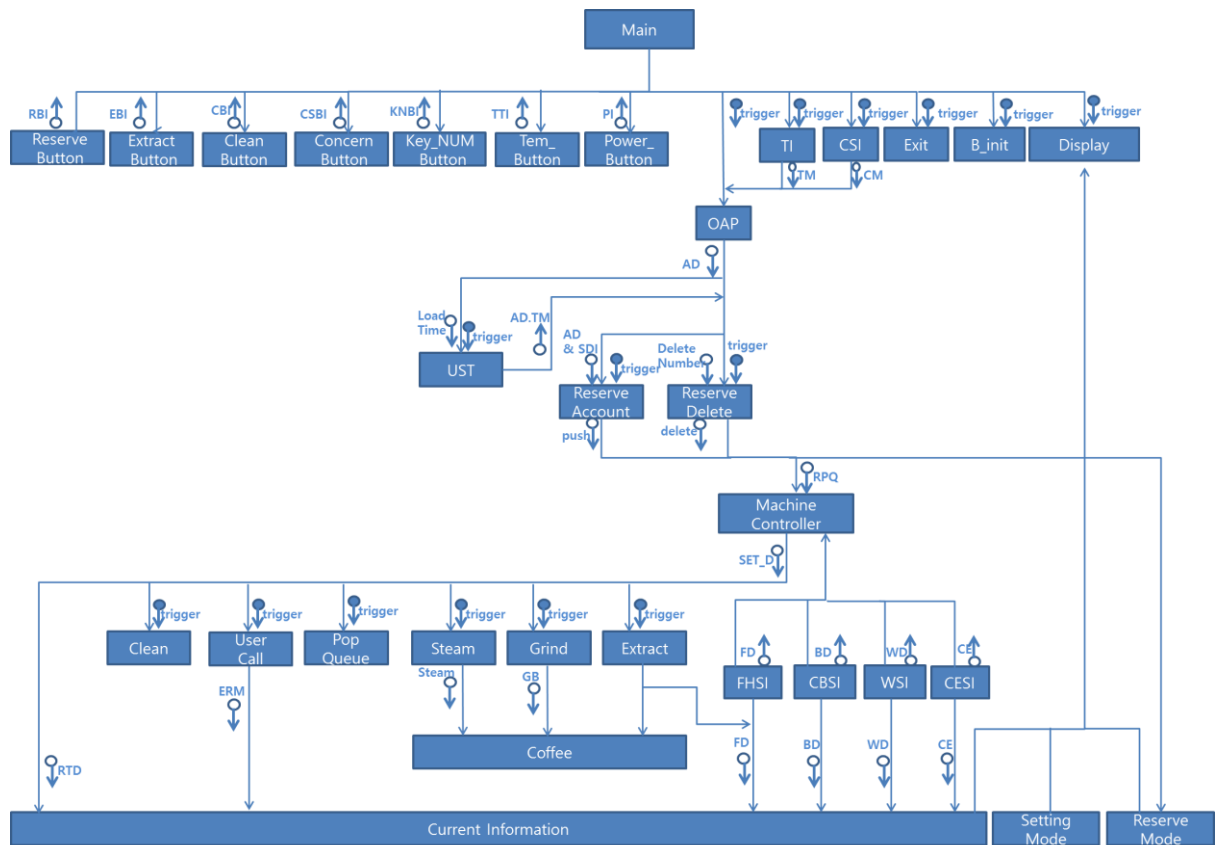 Main
RBI
EBI
CBI
CSBI
KNBI
TTI
PI
trigger
trigger
trigger
trigger
trigger
trigger
Reserve
Button
Extract
Button
Clean
Button
Concern
Button
Key_NUM
Button
Tem_
Button
Power_
Button
TI
CSI
Exit
B_init
Display
TM
CM
OAP
AD
Load
Time
trigger
AD.TM
AD
& SDI
trigger
Delete
Number
trigger
UST
Reserve
Account
Reserve
Delete
push
delete
RPQ
Machine
Controller
SET_D
trigger
trigger
trigger
trigger
trigger
trigger
Clean
User
Call
Pop
Queue
Steam
Grind
Extract
FD
BD
WD
CE
FHSI
CBSI
WSI
CESI
ERM
Steam
GB
Coffee
FD
BD
WD
CE
RTD
Current Information
Setting
Mode
Reserve
Mode